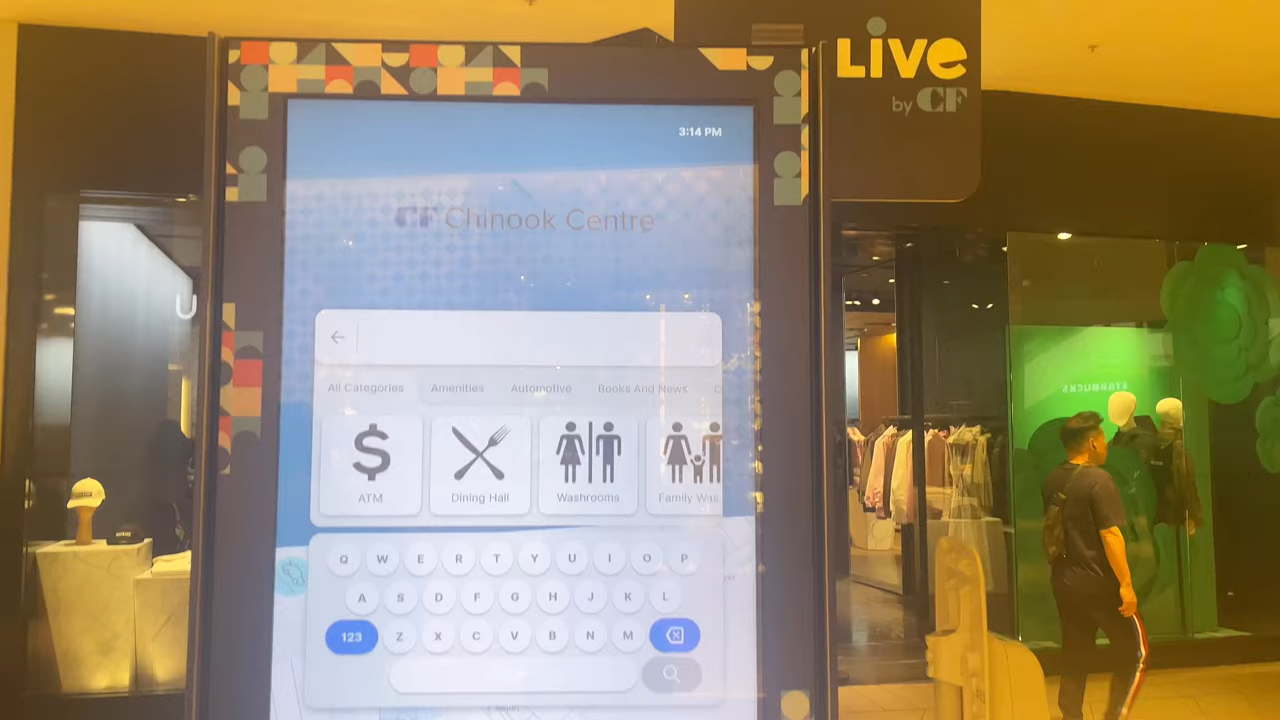 Live
by CF
3:14 PM
CF Chinook Centre
U
All Categories Amenities Automotive Books And News C
ATM Dining Hall Washrooms Family Was
STARBUCKS
Q W E R T Y U I O P
A S D F G H J K L
123 Z X C V B N M